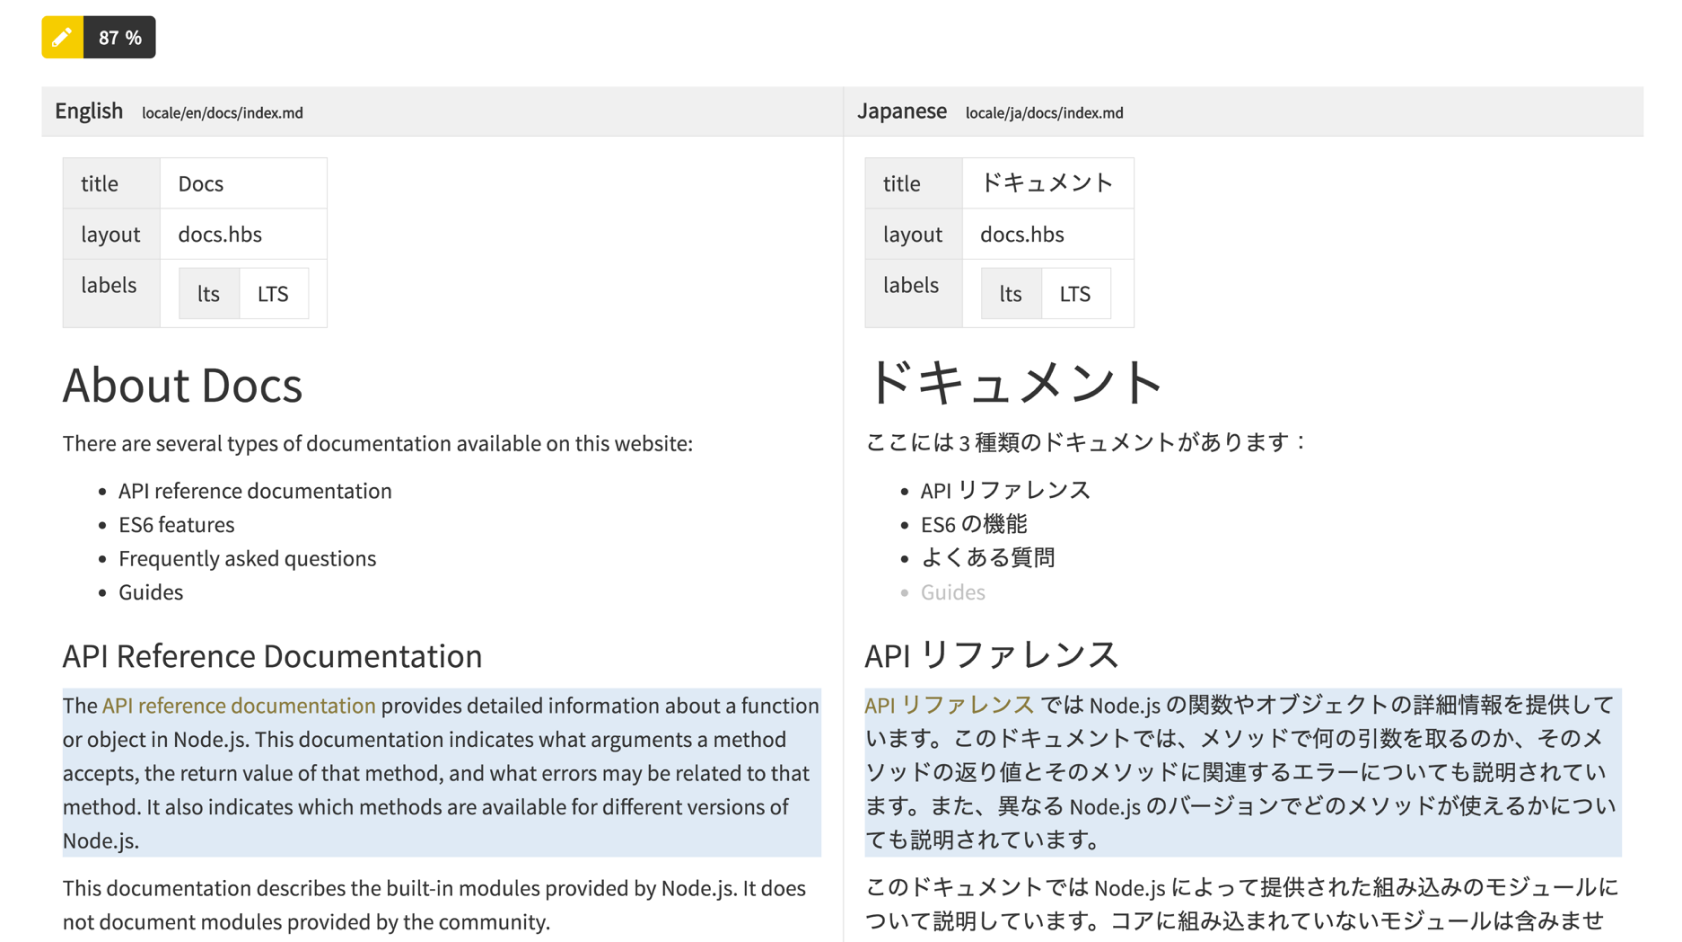 87 %
English locale/en/docs/index.md
title Docs
layout docs.hbs
labels lts LTS
About Docs
There are several types of documentation available on this website:
• API reference documentation
• ES6 features
• Frequently asked questions
• Guides
API Reference Documentation
The API reference documentation provides detailed information about a function
or object in Node.js. This documentation indicates what arguments a method
accepts, the return value of that method, and what errors may be related to that
method. It also indicates which methods are available for different versions of
Node.js.
This documentation describes the built-in modules provided by Node.js. It does
not document modules provided by the community.
Japanese locale/ja/docs/index.md
title ドキュメント
layout docs.hbs
labels lts LTS
ドキュメント
ここには 3 種類のドキュメントがあります：
• API リファレンス
• ES6 の機能
• よくある質問
• Guides
API リファレンス
API リファレンス では Node.js の関数やオブジェクトの詳細情報を提供して
います。このドキュメントでは、メソッドで何の引数を取るのか、そのメ
ソッドの返り値とそのメソッドに関連するエラーについても説明されてい
ます。また、異なる Node.js のバージョンでどのメソッドが使えるかについ
ても説明されています。
このドキュメントでは Node.js によって提供された組み込みのモジュールに
ついて説明しています。コアに組み込まれていないモジュールは含みませ